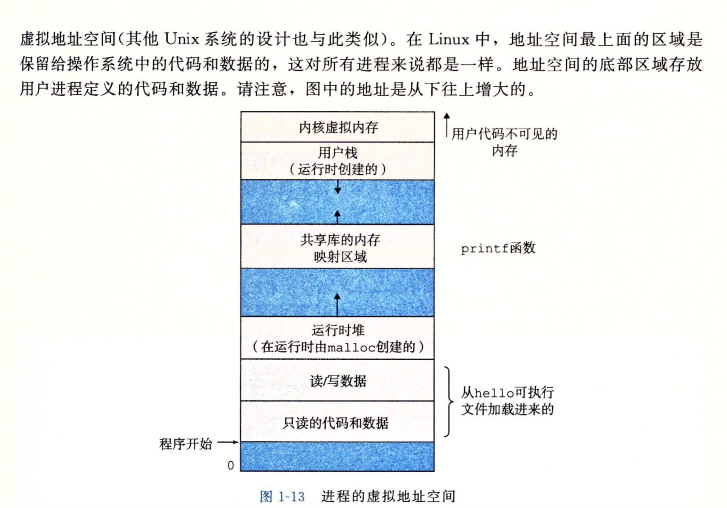 虚拟地址空间(其他 Unix 系统的设计也与此类似)。在 Linux 中，地址空间最上面的区域是
保留给操作系统中的代码和数据的，这对所有进程来说都是一样。地址空间的底部区域存放
用户进程定义的代码和数据。请注意，图中的地址是从下往上增大的。
内核虚拟内存
用户代码不可见的
内存
用户栈
(运行时创建的)
共享库的内存
映射区域
printf函数
运行时堆
(在运行时由malloc创建的)
读/写数据
从hello可执行
文件加载进来的
只读的代码和数据
程序开始
0
图 1-13 进程的虚拟地址空间